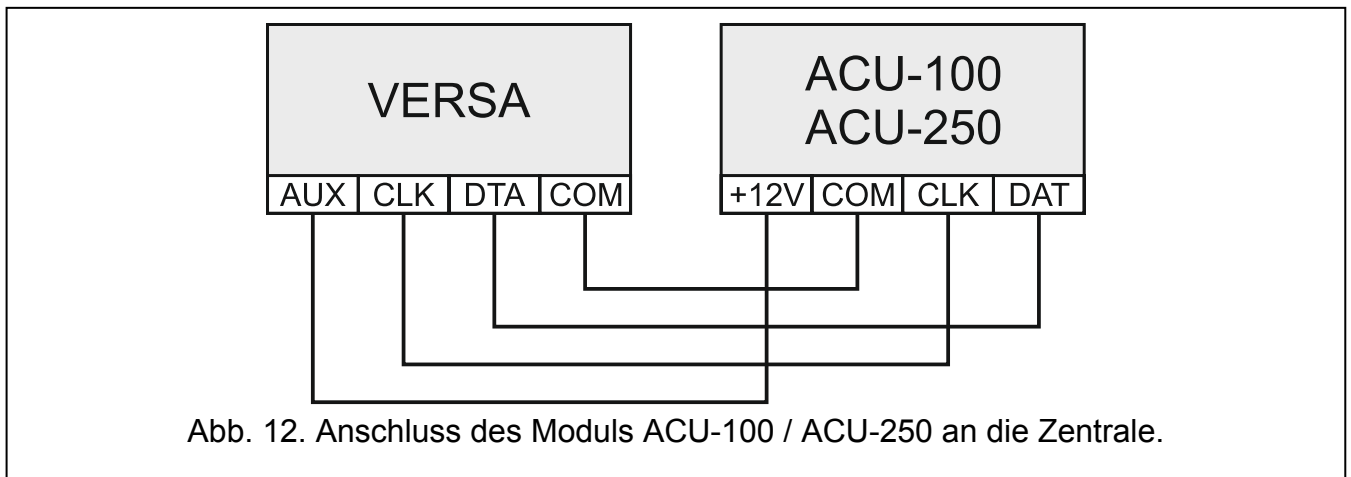 VERSA
AUX CLK DTA COM
ACU-100
ACU-250
+12V COM CLK DAT
Abb. 12. Anschluss des Moduls ACU-100 / ACU-250 an die Zentrale.